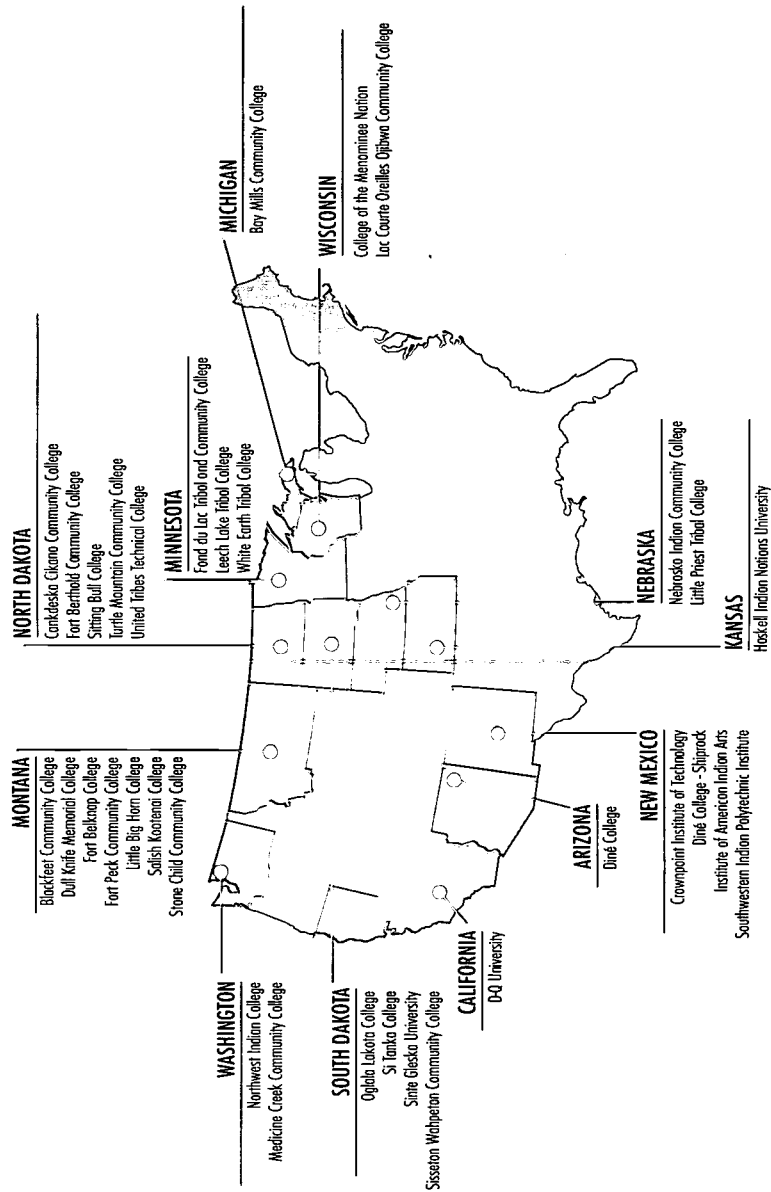 MONTANA
Blackfeet Community College
Dull Knife Memorial College
Fort Belknap College
Fort Peck Community College
Little Big Horn College
Salish Kootenai College
Stone Child Community College
NORTH DAKOTA
Cankdeska Cikana Community College
Fort Berthold Community College
Sitting Bull College
Turtle Mountain Community College
United Tribes Technical College
MINNESOTA
Fond du Lac Tribal and Community College
Leech Lake Tribal College
White Earth Tribal College
MICHIGAN
Bay Mills Community College
WISCONSIN
College of the Menominee Nation
Lac Courte Oreilles Ojibwa Community College
WASHINGTON
Northwest Indian College
Medicine Creek Community College
SOUTH DAKOTA
Oglala Lakota College
Si Tanka College
Sinte Gleska University
Sisseton Wahpeton Community College
CALIFORNIA
D-Q University
ARIZONA
Diné College
NEW MEXICO
Crownpoint Institute of Technology
Diné College - Shiprock
Institute of American Indian Arts
Southwestern Indian Polytechnic Institute
NEBRASKA
Nebraska Indian Community College
Little Priest Tribal College
KANSAS
Haskell Indian Nations University